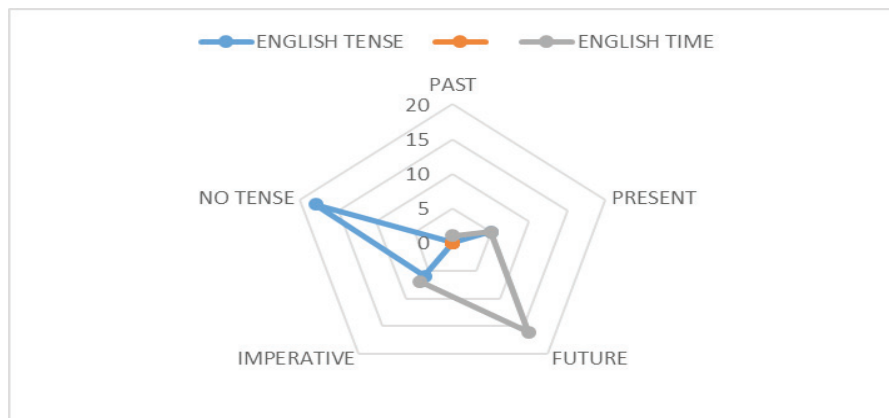 ENGLISH TENSE ENGLISH TIME
PAST
20
15
10
5
0
NO TENSE
PRESENT
IMPERATIVE
FUTURE